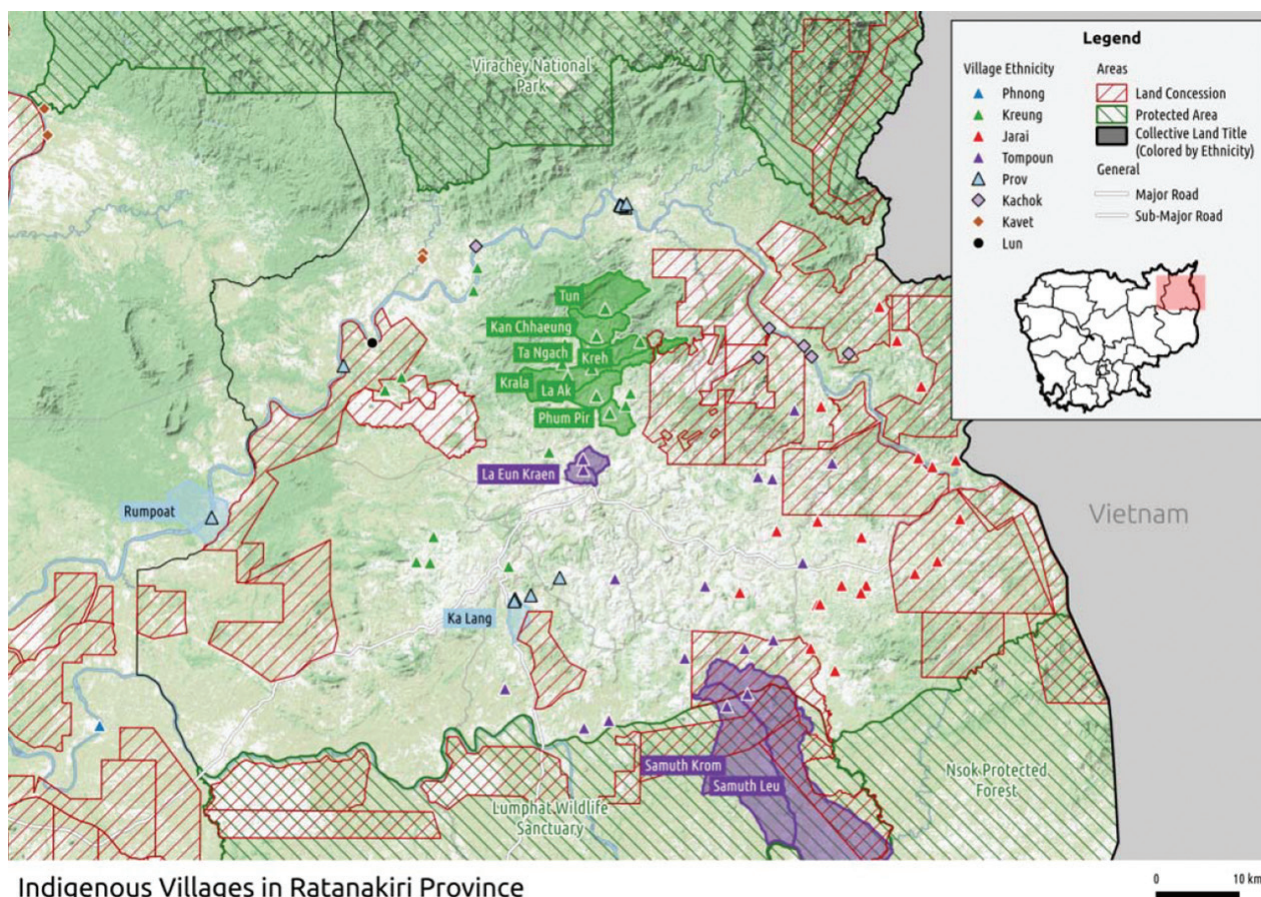 Virachey National
Park
Legend
Village Ethnicity
Phnong
Kreung
Jarai
Tompoun
Prov
Kachok
Kavet
Lun
Areas
Land Concession
Protected Area
Collective Land Title
(Colored by Ethnicity)
General
Major Road
Sub-Major Road
Tun
Kan Chhaeung
Ta Ngach
Kreh
Krala
La Ak
Phum Pir
La Eun Kraen
Rumpoat
Vietnam
Ka Lang
Samuth Krom
Samuth Leu
Nsok Protected
Forest
Lumphat Wildlife
Sanctuary
Indigenous Villages in Ratanakiri Province
0 10 km